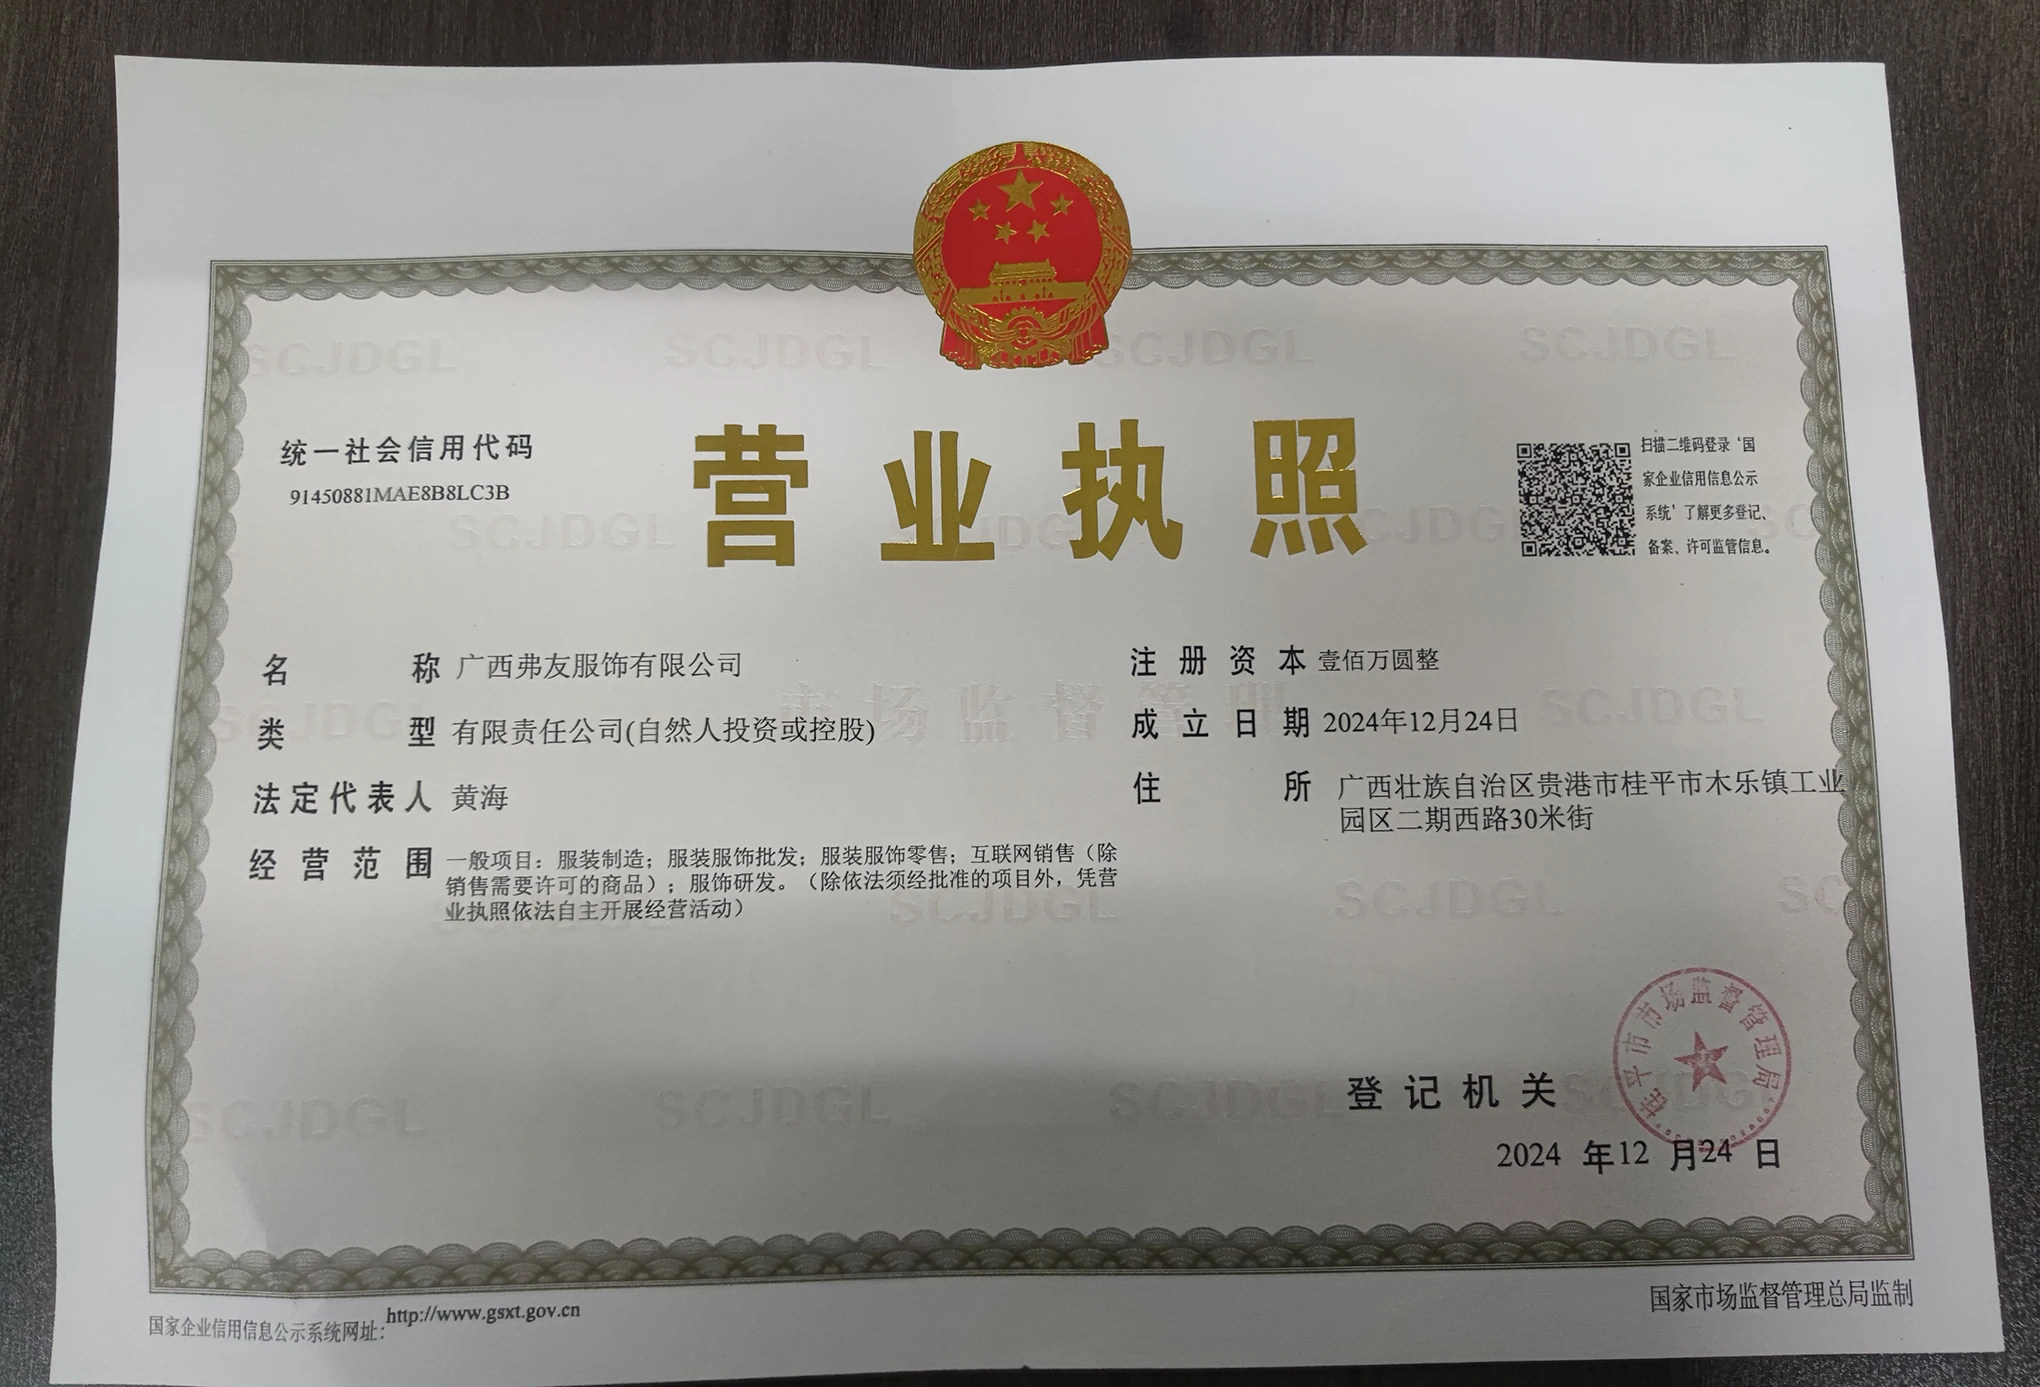 营业执照
统一社会信用代码
91450881MAE8B8LC3B
扫描二维码登录‘国
家企业信用信息公示
系统’了解更多登记、
备案、许可监管信息。
名称 广西弗友服饰有限公司
类型 有限责任公司(自然人投资或控股)
法定代表人 黄海
经营范围 一般项目：服装制造；服装服饰批发；服装服饰零售；互联网销售（除
销售需要许可的商品）；服饰研发。（除依法须经批准的项目外，凭营
业执照依法自主开展经营活动）
注册资本 壹佰万圆整
成立日期 2024年12月24日
住所 广西壮族自治区贵港市桂平市木乐镇工业
园区二期西路30米街
登记机关
桂平市市场监督管理局
2024 年12 月24 日
国家企业信用信息公示系统网址：http://www.gsxt.gov.cn
国家市场监督管理总局监制
SCJDGL
市场监督管理